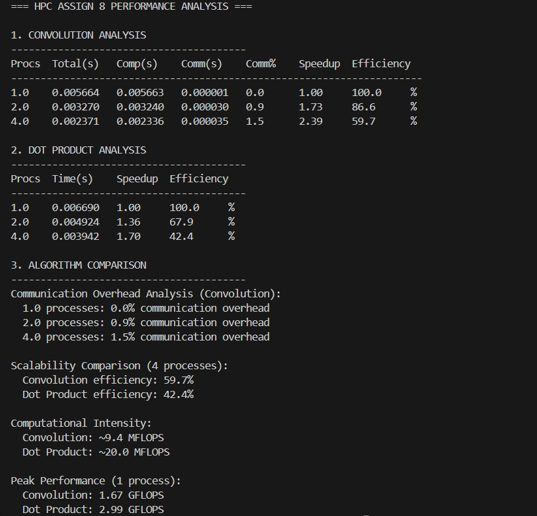 === HPC ASSIGN 8 PERFORMANCE ANALYSIS ===
1. CONVOLUTION ANALYSIS
----------------------------------------
Procs  Total(s)  Comp(s)    Comm(s)    Comm%    Speedup  Efficiency
----------------------------------------------------------------------
1.0    0.005664  0.005663   0.000001   0.0      1.00     100.0     %
2.0    0.003270  0.003240   0.000030   0.9      1.73     86.6      %
4.0    0.002371  0.002336   0.000035   1.5      2.39     59.7      %
2. DOT PRODUCT ANALYSIS
----------------------------------------
Procs  Time(s)    Speedup  Efficiency
----------------------------------------
1.0    0.006690   1.00     100.0     %
2.0    0.004924   1.36     67.9      %
4.0    0.003942   1.70     42.4      %
3. ALGORITHM COMPARISON
----------------------------------------
Communication Overhead Analysis (Convolution):
  1.0 processes: 0.0% communication overhead
  2.0 processes: 0.9% communication overhead
  4.0 processes: 1.5% communication overhead
Scalability Comparison (4 processes):
  Convolution efficiency: 59.7%
  Dot Product efficiency: 42.4%
Computational Intensity:
  Convolution: ~9.4 MFLOPS
  Dot Product: ~20.0 MFLOPS
Peak Performance (1 process):
  Convolution: 1.67 GFLOPS
  Dot Product: 2.99 GFLOPS